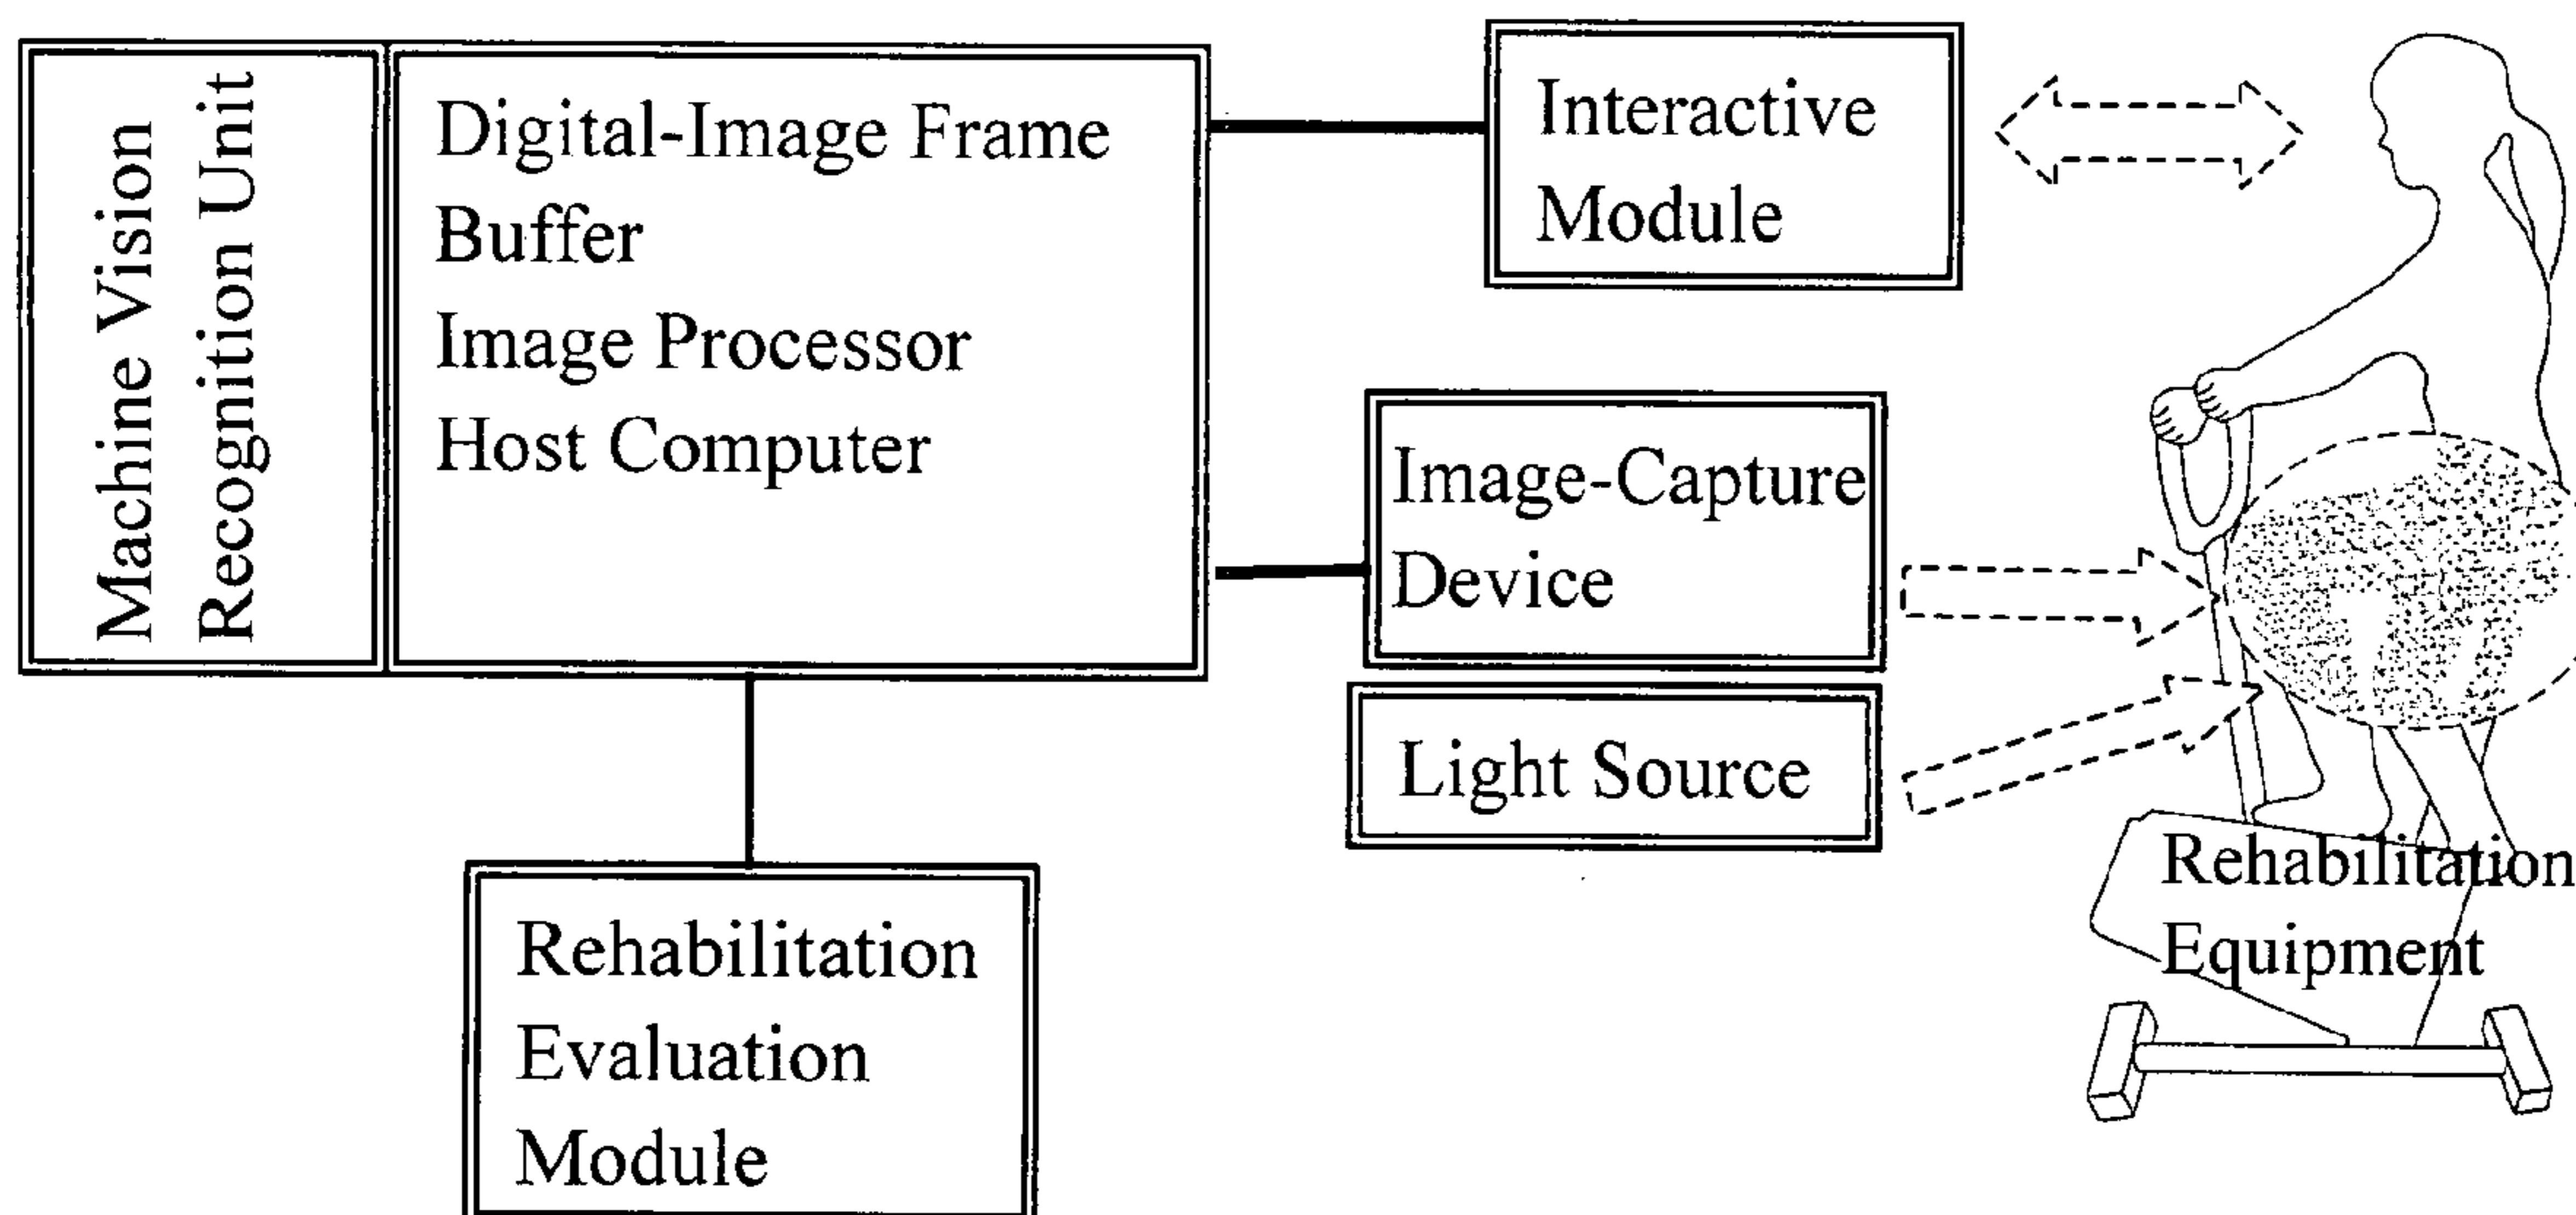 Machine Vision
Recognition Unit
Digital-Image Frame
Buffer
Image Processor
Host Computer
Interactive
Module
Image-Capture
Device
Light Source
Rehabilitation
Equipment
Rehabilitation
Evaluation
Module